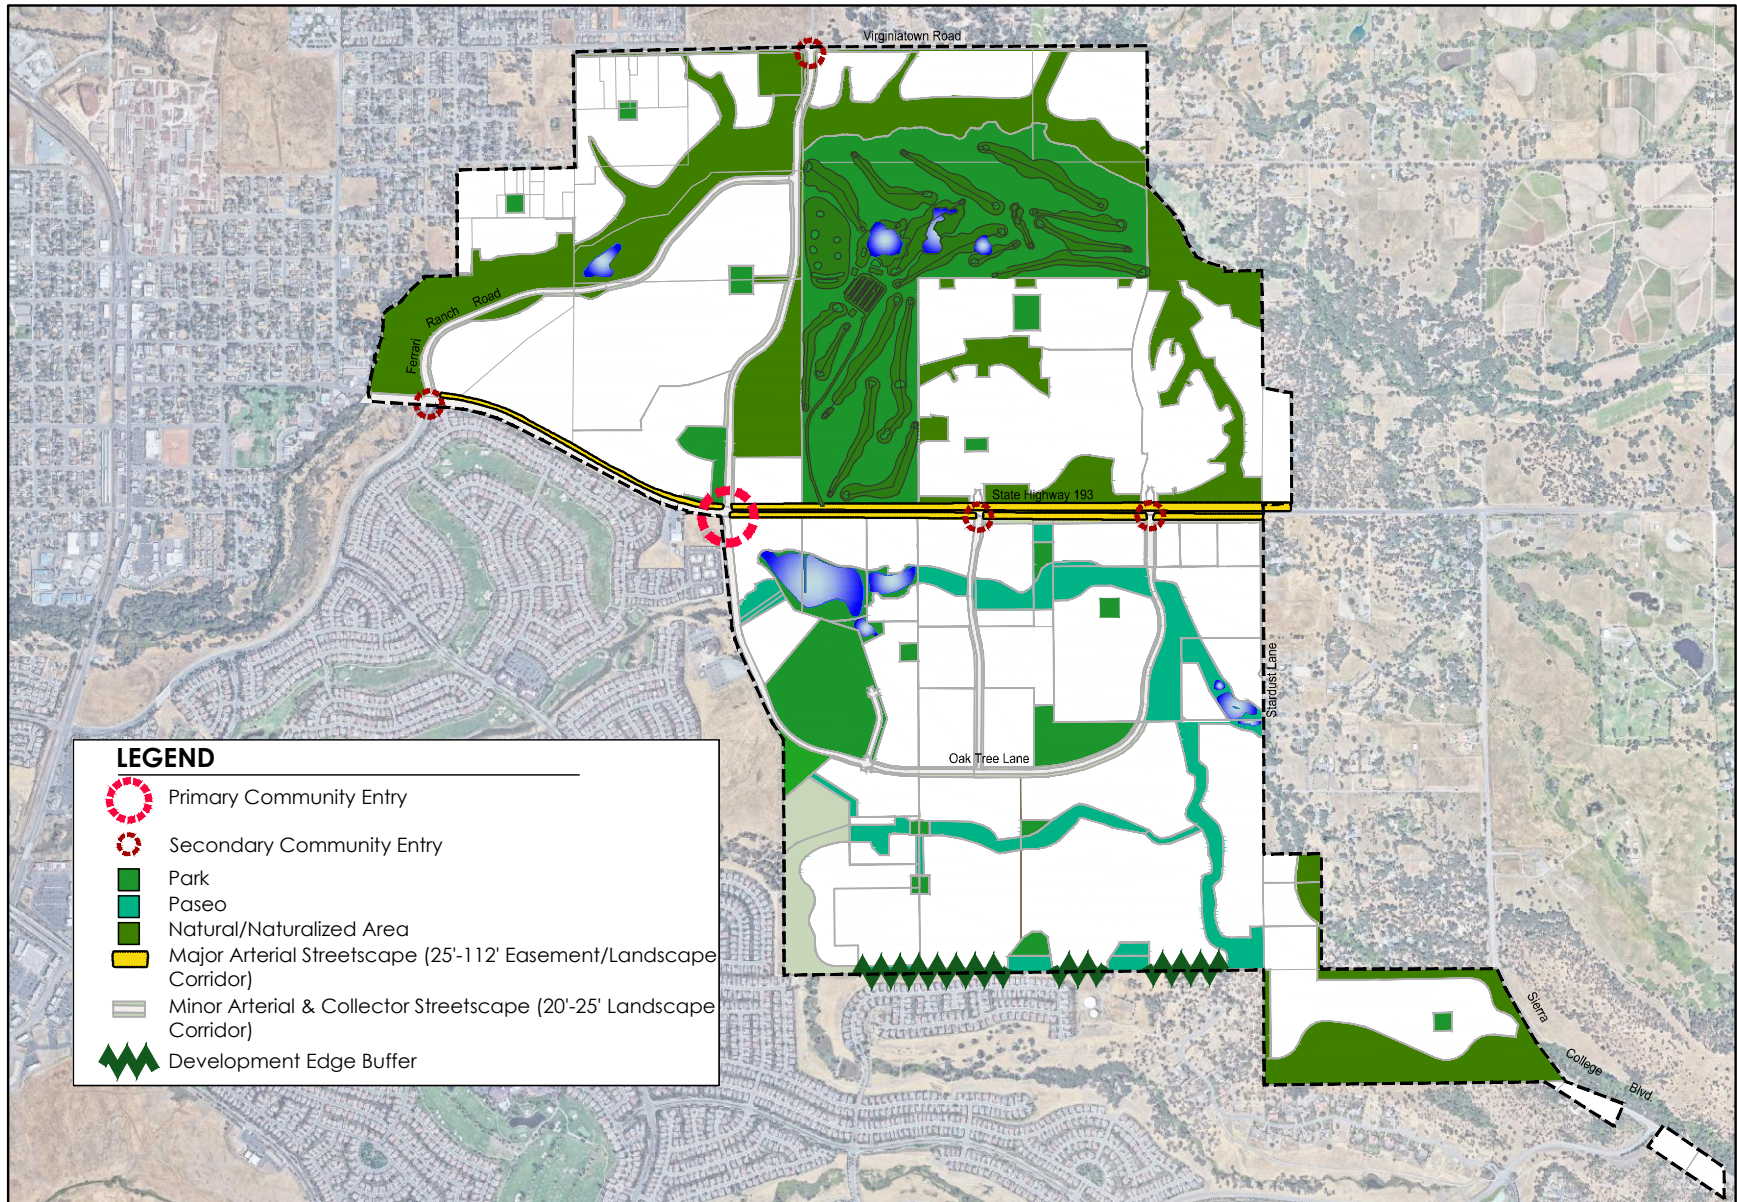 Virginiatown Road
Ferrari Ranch Road
State Highway 193
Stardust Lane
Oak Tree Lane
Sierra College Blvd.
LEGEND
Primary Community Entry
Secondary Community Entry
Park
Paseo
Natural/Naturalized Area
Major Arterial Streetscape (25'-112' Easement/Landscape
Corridor)
Minor Arterial & Collector Streetscape (20'-25' Landscape
Corridor)
Development Edge Buffer